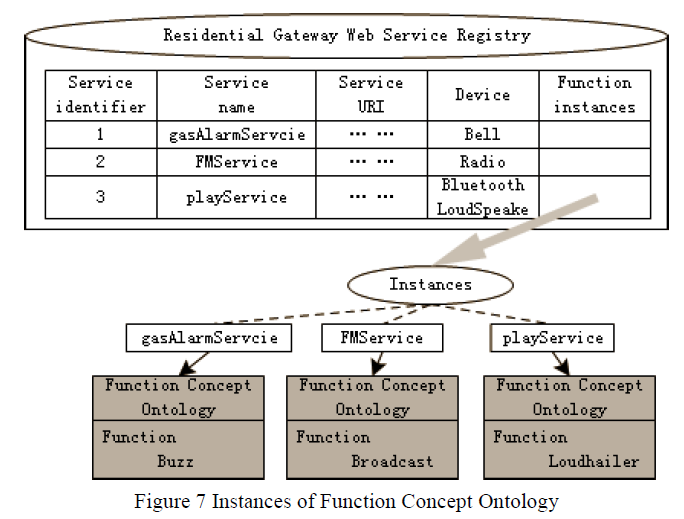 Residential Gateway Web Service Registry
Service identifier
Service name
Service URI
Device
Function instances
1
gasAlarmServcie
... ...
Bell
2
FMService
... ...
Radio
3
playService
... ...
Bluetooth
LoudSpeake
Instances
gasAlarmServcie
FMService
playService
Function Concept
Ontology
Function
Buzz
Function Concept
Ontology
Function
Broadcast
Function Concept
Ontology
Function
Loudhailer
Figure 7 Instances of Function Concept Ontology